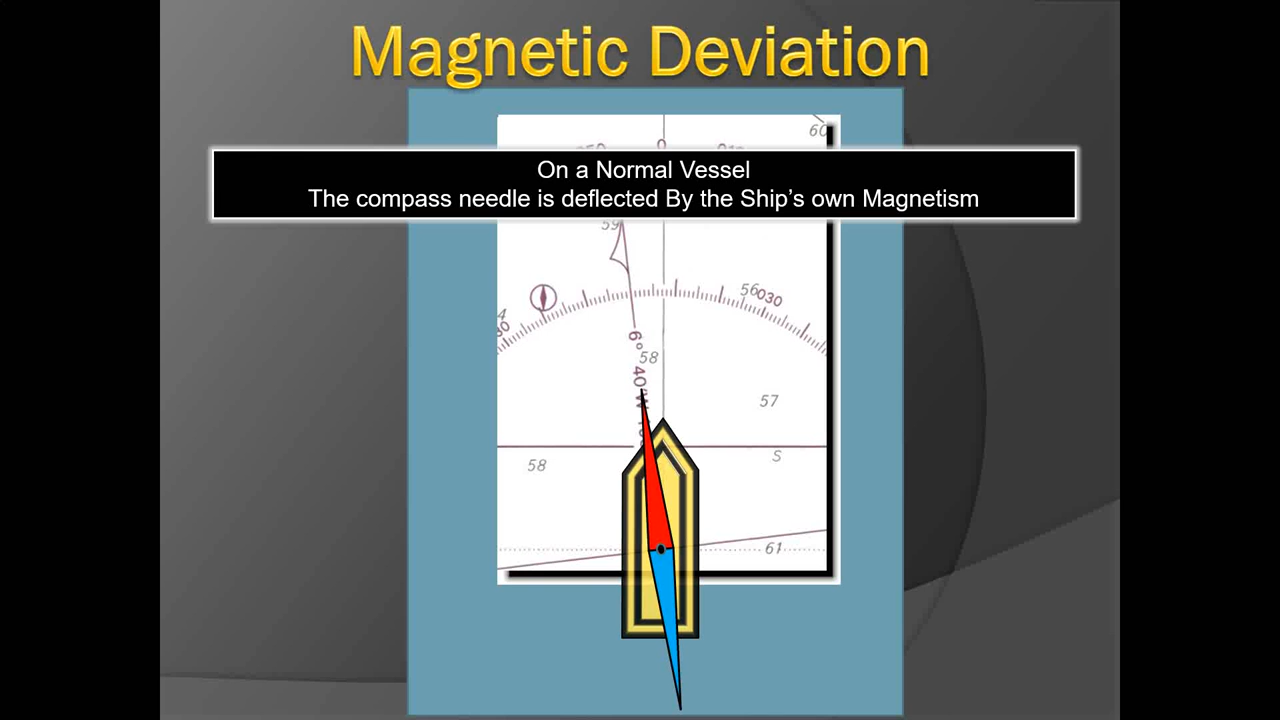 Magnetic Deviation
60
0
On a Normal Vessel
The compass needle is deflected By the Ship's own Magnetism
59
56
030
58
6° 40'W
57
58
S
61